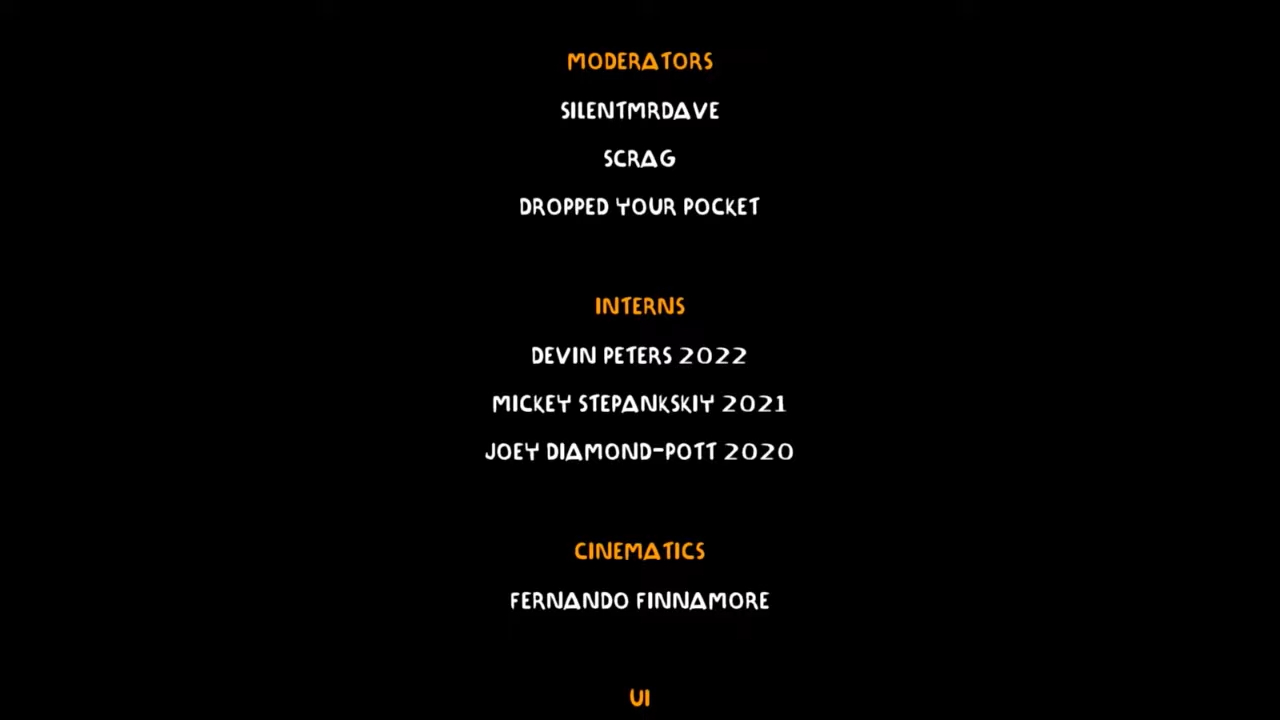 MODERATORS
SILENTMRDAVE
SCRAG
DROPPED YOUR POCKET
INTERNS
DEVIN PETERS 2022
MICKEY STEPANKSKIY 2021
JOEY DIAMOND-POTT 2020
CINEMATICS
FERNANDO FINNAMORE
UI